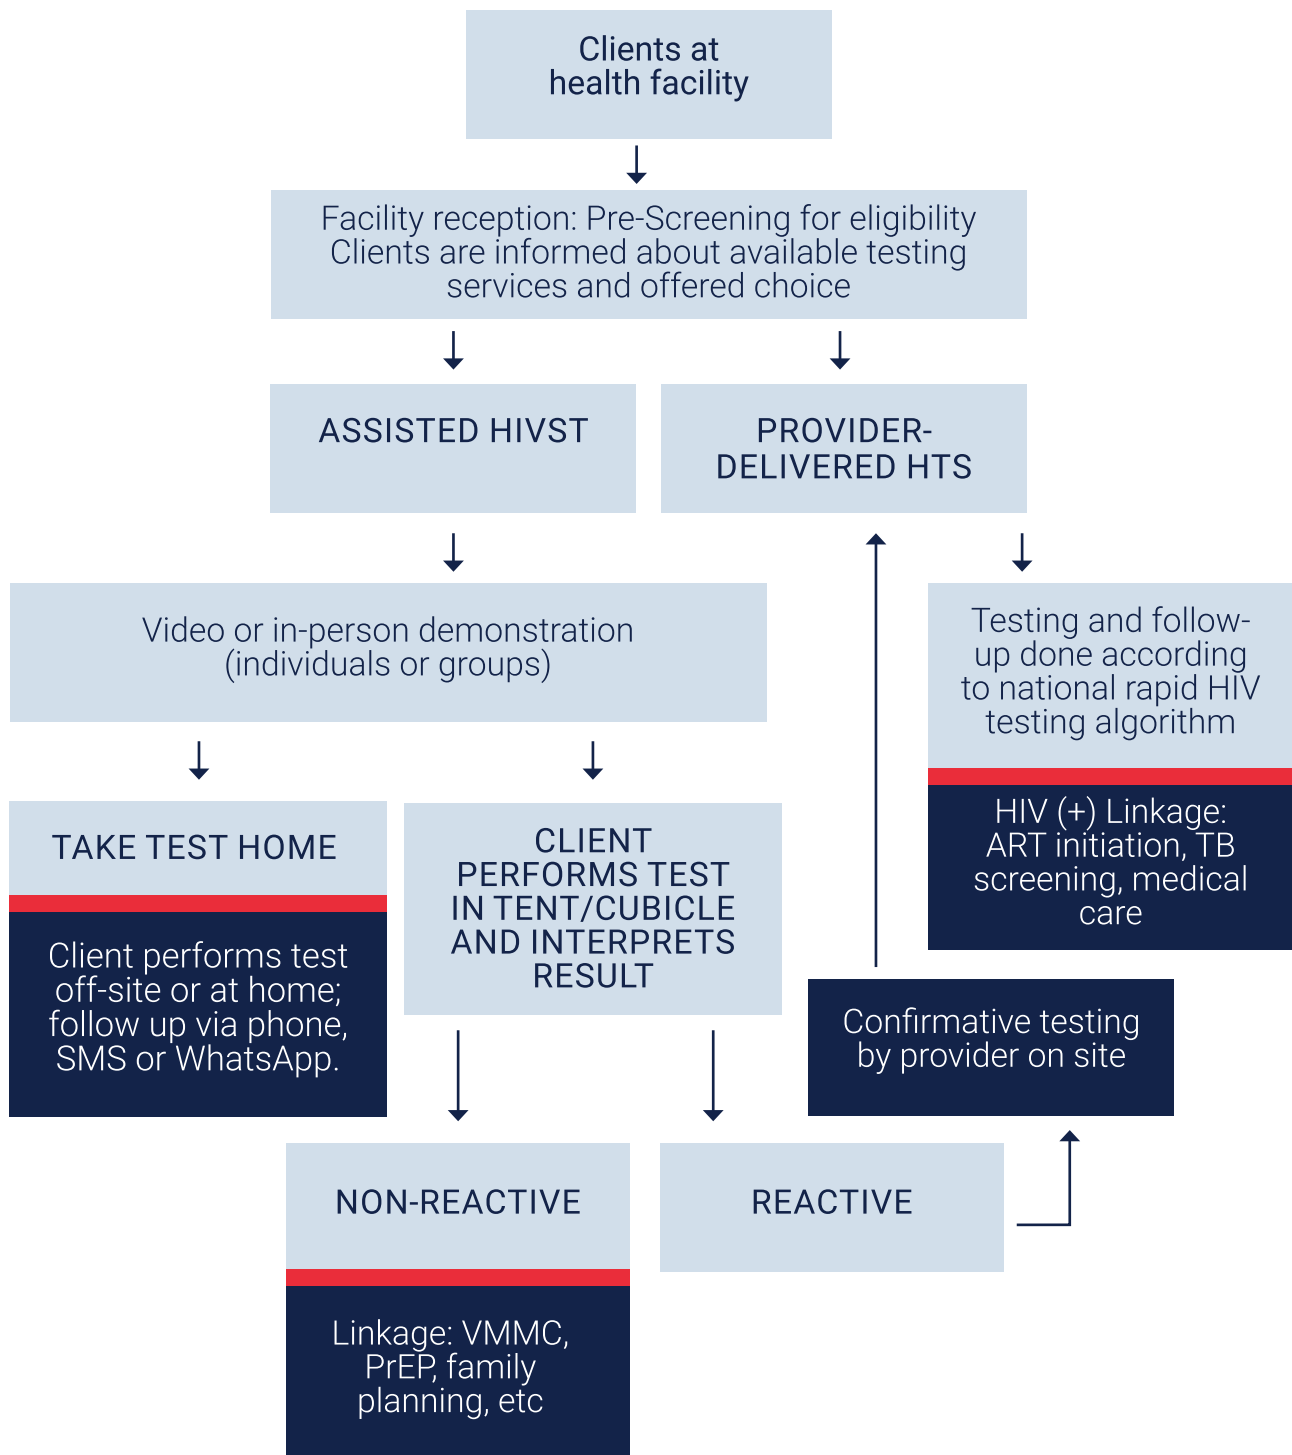 Clients at
health facility
Facility reception: Pre-Screening for eligibility
Clients are informed about available testing
services and offered choice
ASSISTED HIVST
PROVIDER-
DELIVERED HTS
Video or in-person demonstration
(individuals or groups)
Testing and follow-
up done according
to national rapid HIV
testing algorithm
HIV (+) Linkage:
ART initiation, TB
screening, medical
care
TAKE TEST HOME
Client performs test
off-site or at home;
follow up via phone,
SMS or WhatsApp.
CLIENT
PERFORMS TEST
IN TENT/CUBICLE
AND INTERPRETS
RESULT
Confirmative testing
by provider on site
NON-REACTIVE
Linkage: VMMC,
PrEP, family
planning, etc
REACTIVE